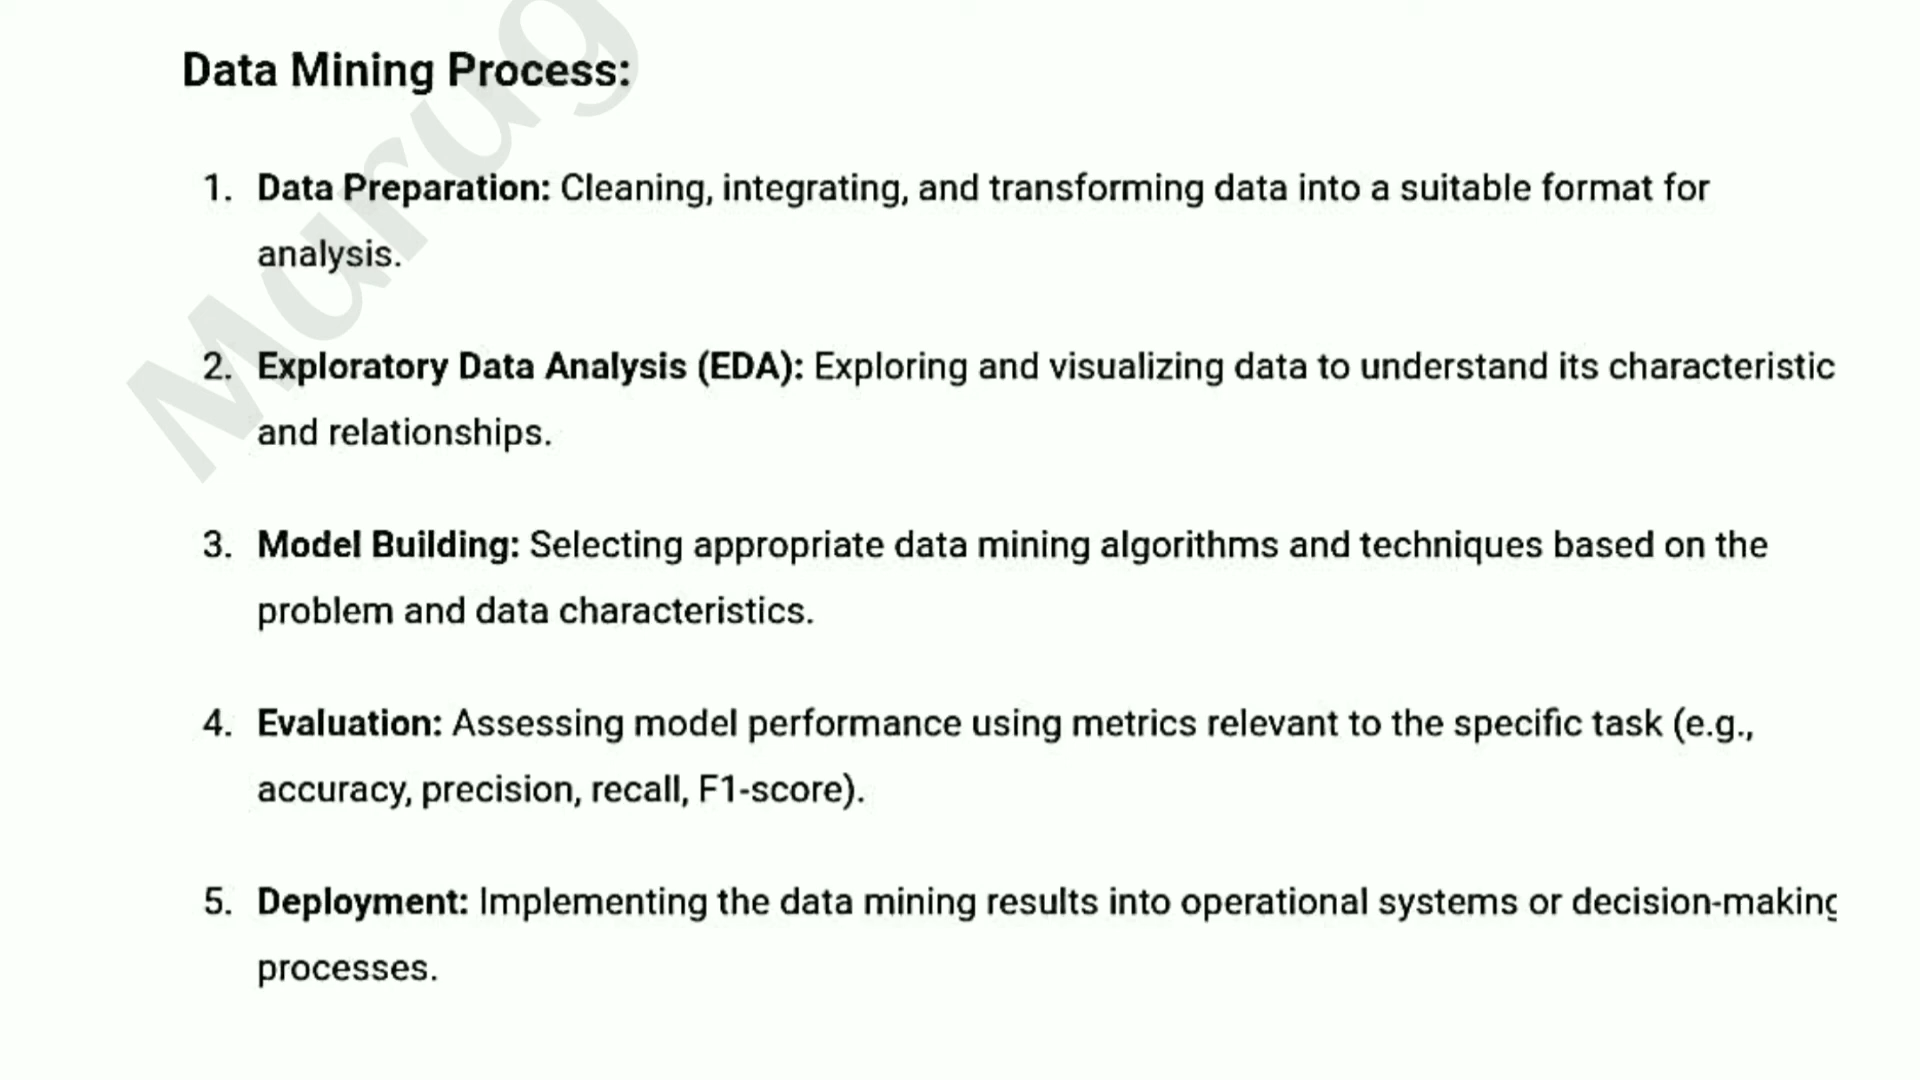 Data Mining Process:
1. Data Preparation: Cleaning, integrating, and transforming data into a suitable format for
analysis.
2. Exploratory Data Analysis (EDA): Exploring and visualizing data to understand its characteristic
and relationships.
3. Model Building: Selecting appropriate data mining algorithms and techniques based on the
problem and data characteristics.
4. Evaluation: Assessing model performance using metrics relevant to the specific task (e.g.,
accuracy, precision, recall, F1-score).
5. Deployment: Implementing the data mining results into operational systems or decision-making
processes.
Murug